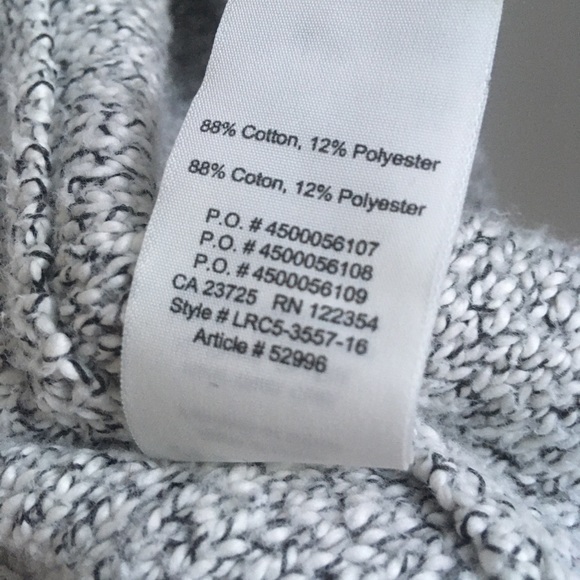 88% Cotton, 12% Polyester
88% Coton, 12% Polyester
P.O. # 4500056107
P.O. # 4500056108
P.O. # 4500056109
CA 23725 RN 122354
Style # LRC5-3557-16
Article # 52996